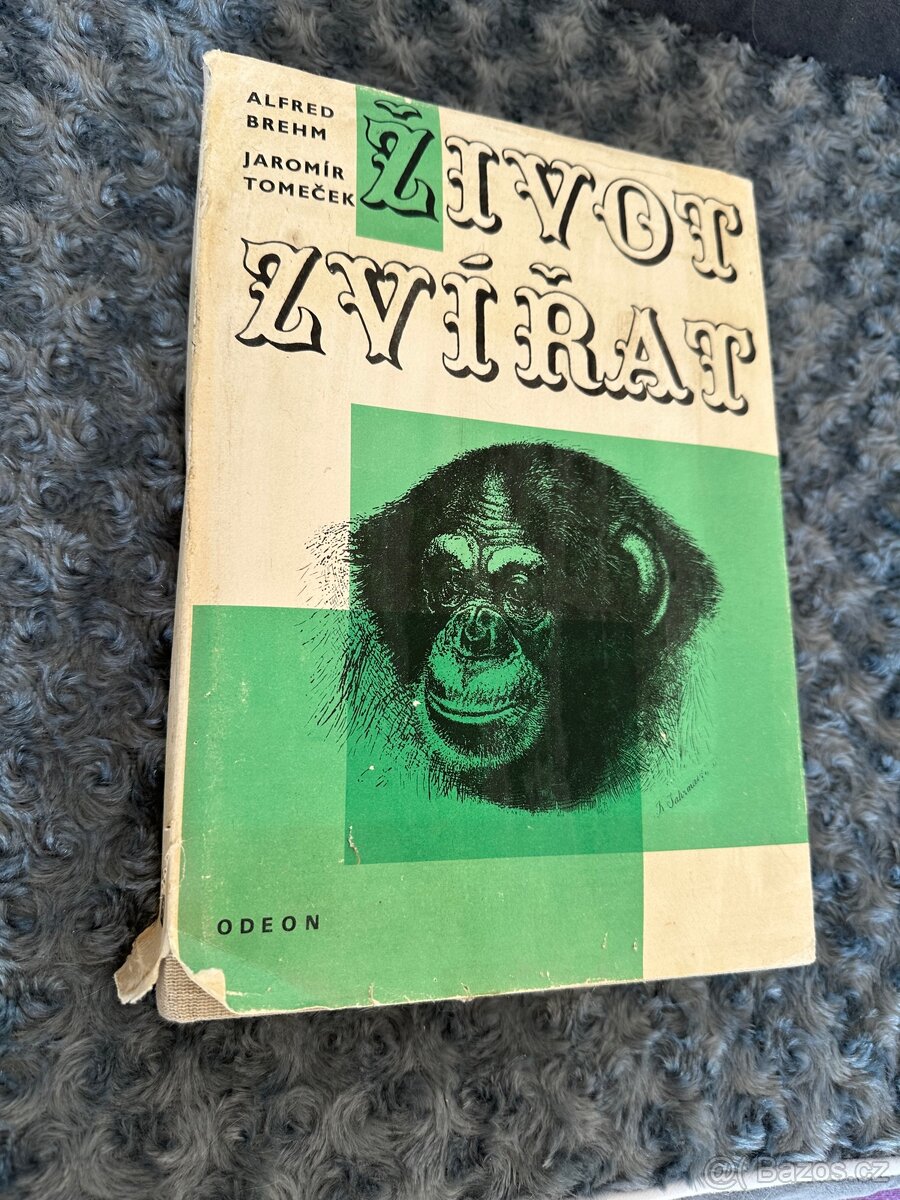 ALFRED
BREHM
JAROMÍR
TOMEČEK
ŽIVOT
ZVÍŘAT
ODEON
@( Bazos.cz